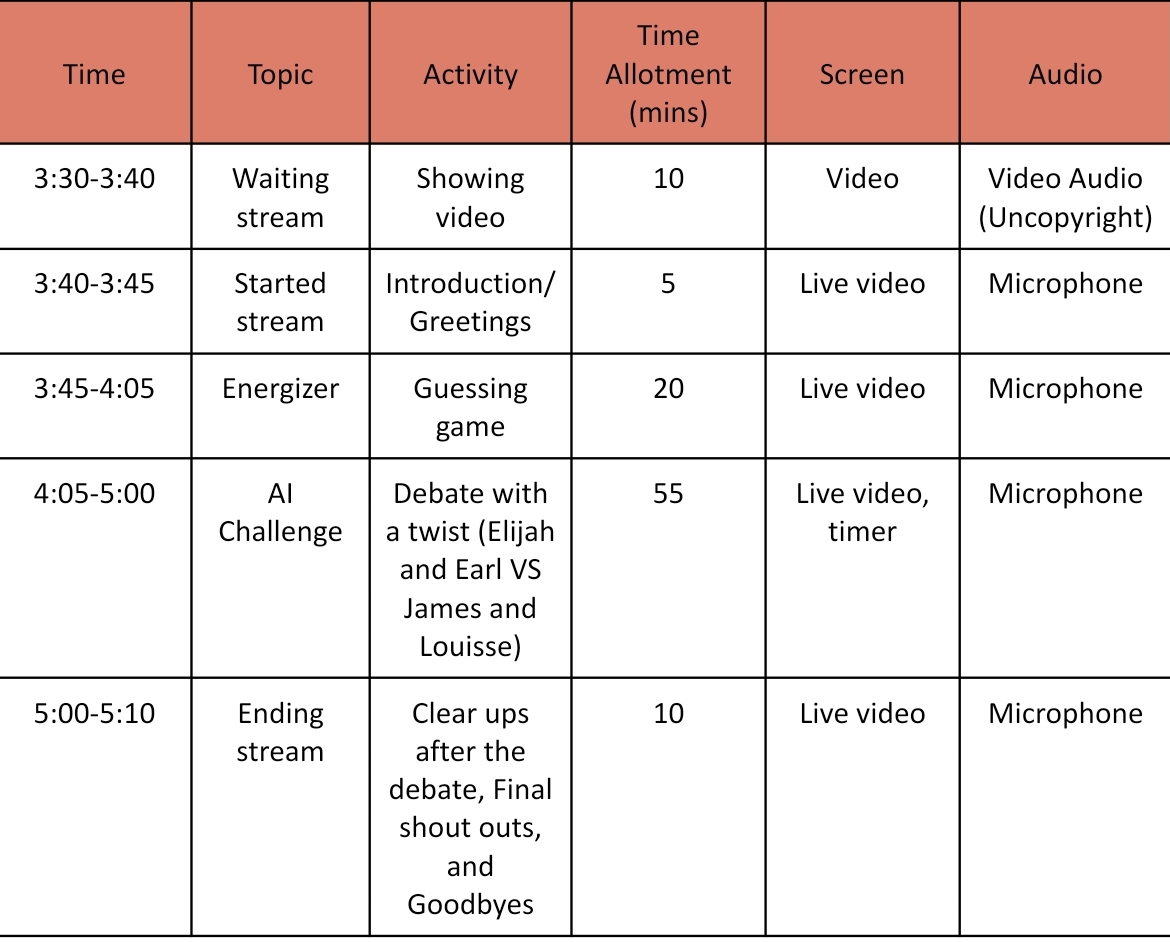 Time
Topic
Activity
Time
Allotment
(mins)
Screen
Audio
3:30-3:40
Waiting
stream
Showing
video
10
Video
Video Audio
(Uncopyright)
3:40-3:45
Started
stream
Introduction/
Greetings
5
Live video
Microphone
3:45-4:05
Energizer
Guessing
game
20
Live video
Microphone
4:05-5:00
AI
Challenge
Debate with
a twist (Elijah
and Earl VS
James and
Louisse)
55
Live video,
timer
Microphone
5:00-5:10
Ending
stream
Clear ups
after the
debate, Final
shout outs,
and
Goodbyes
10
Live video
Microphone